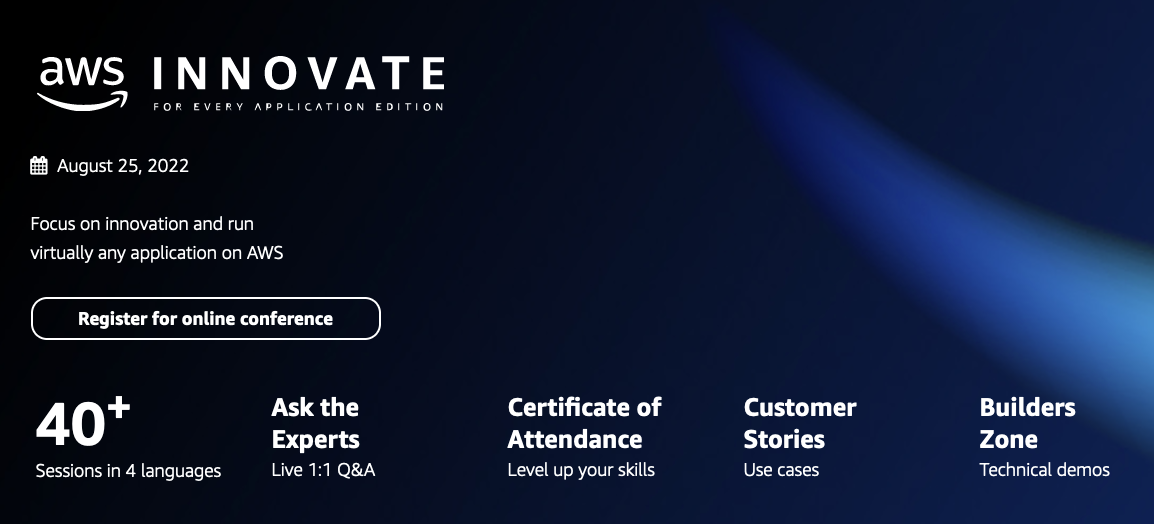 aws INNOVATE
FOR EVERY APPLICATION EDITION
August 25, 2022
Focus on innovation and run
virtually any application on AWS
Register for online conference
40+
Sessions in 4 languages
Ask the
Experts
Live 1:1 Q&A
Certificate of
Attendance
Level up your skills
Customer
Stories
Use cases
Builders
Zone
Technical demos